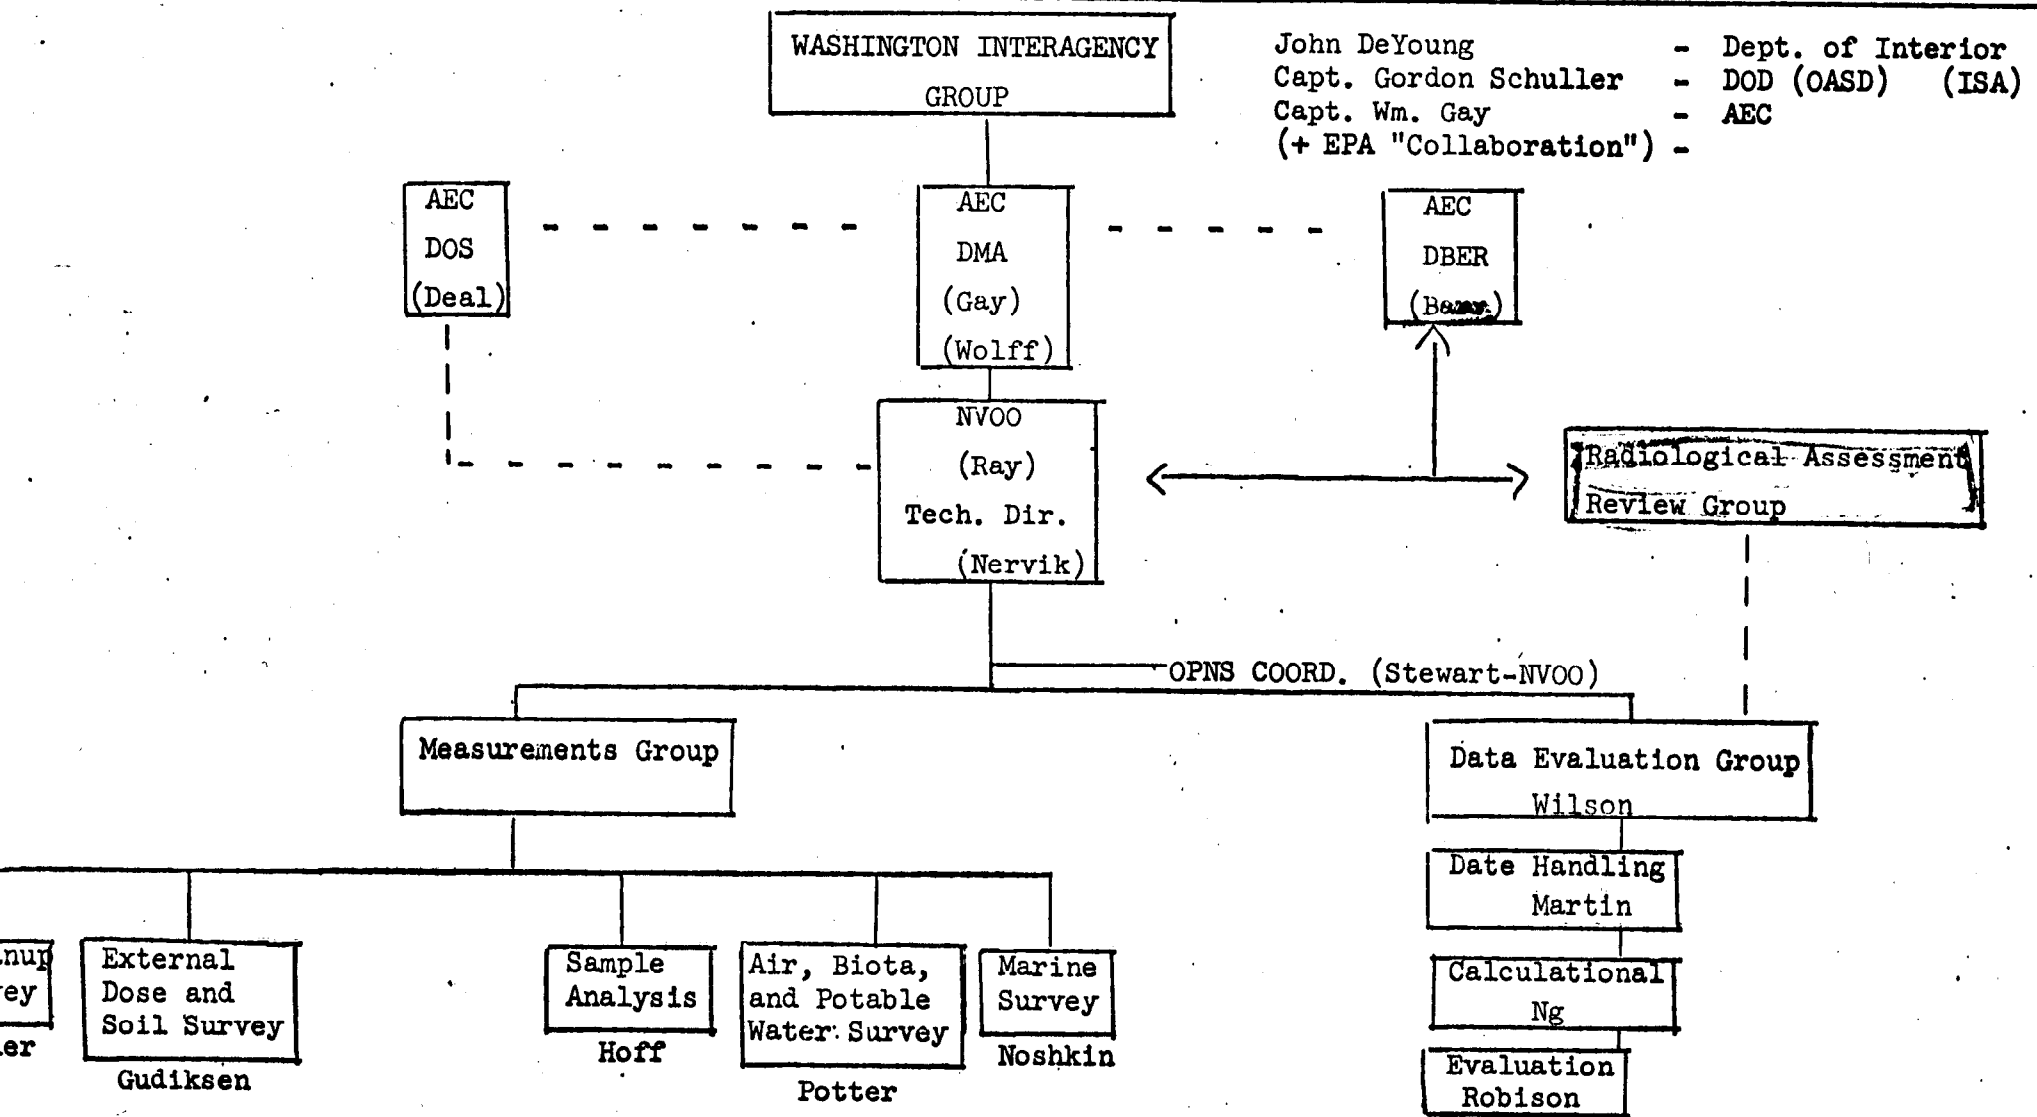 WASHINGTON INTERAGENCY
GROUP
John DeYoung - Dept. of Interior
Capt. Gordon Schuller - DOD (OASD) (ISA)
Capt. Wm. Gay - AEC
(+ EPA "Collaboration") -
AEC
DOS
(Deal)
AEC
DMA
(Gay)
(Wolff)
AEC
DBER
NVOO
(Ray)
Tech. Dir.
(Nervik)
Radiological Assessment
Review Group
OPNS COORD. (Stewart-NVOO)
Measurements Group
Data Evaluation Group
Wilson
Date Handling
Martin
Calculational
Ng
Evaluation
Robison
External
Dose and
Soil Survey
Gudiksen
Sample
Analysis
Hoff
Air, Biota,
and Potable
Water Survey
Potter
Marine
Survey
Noshkin